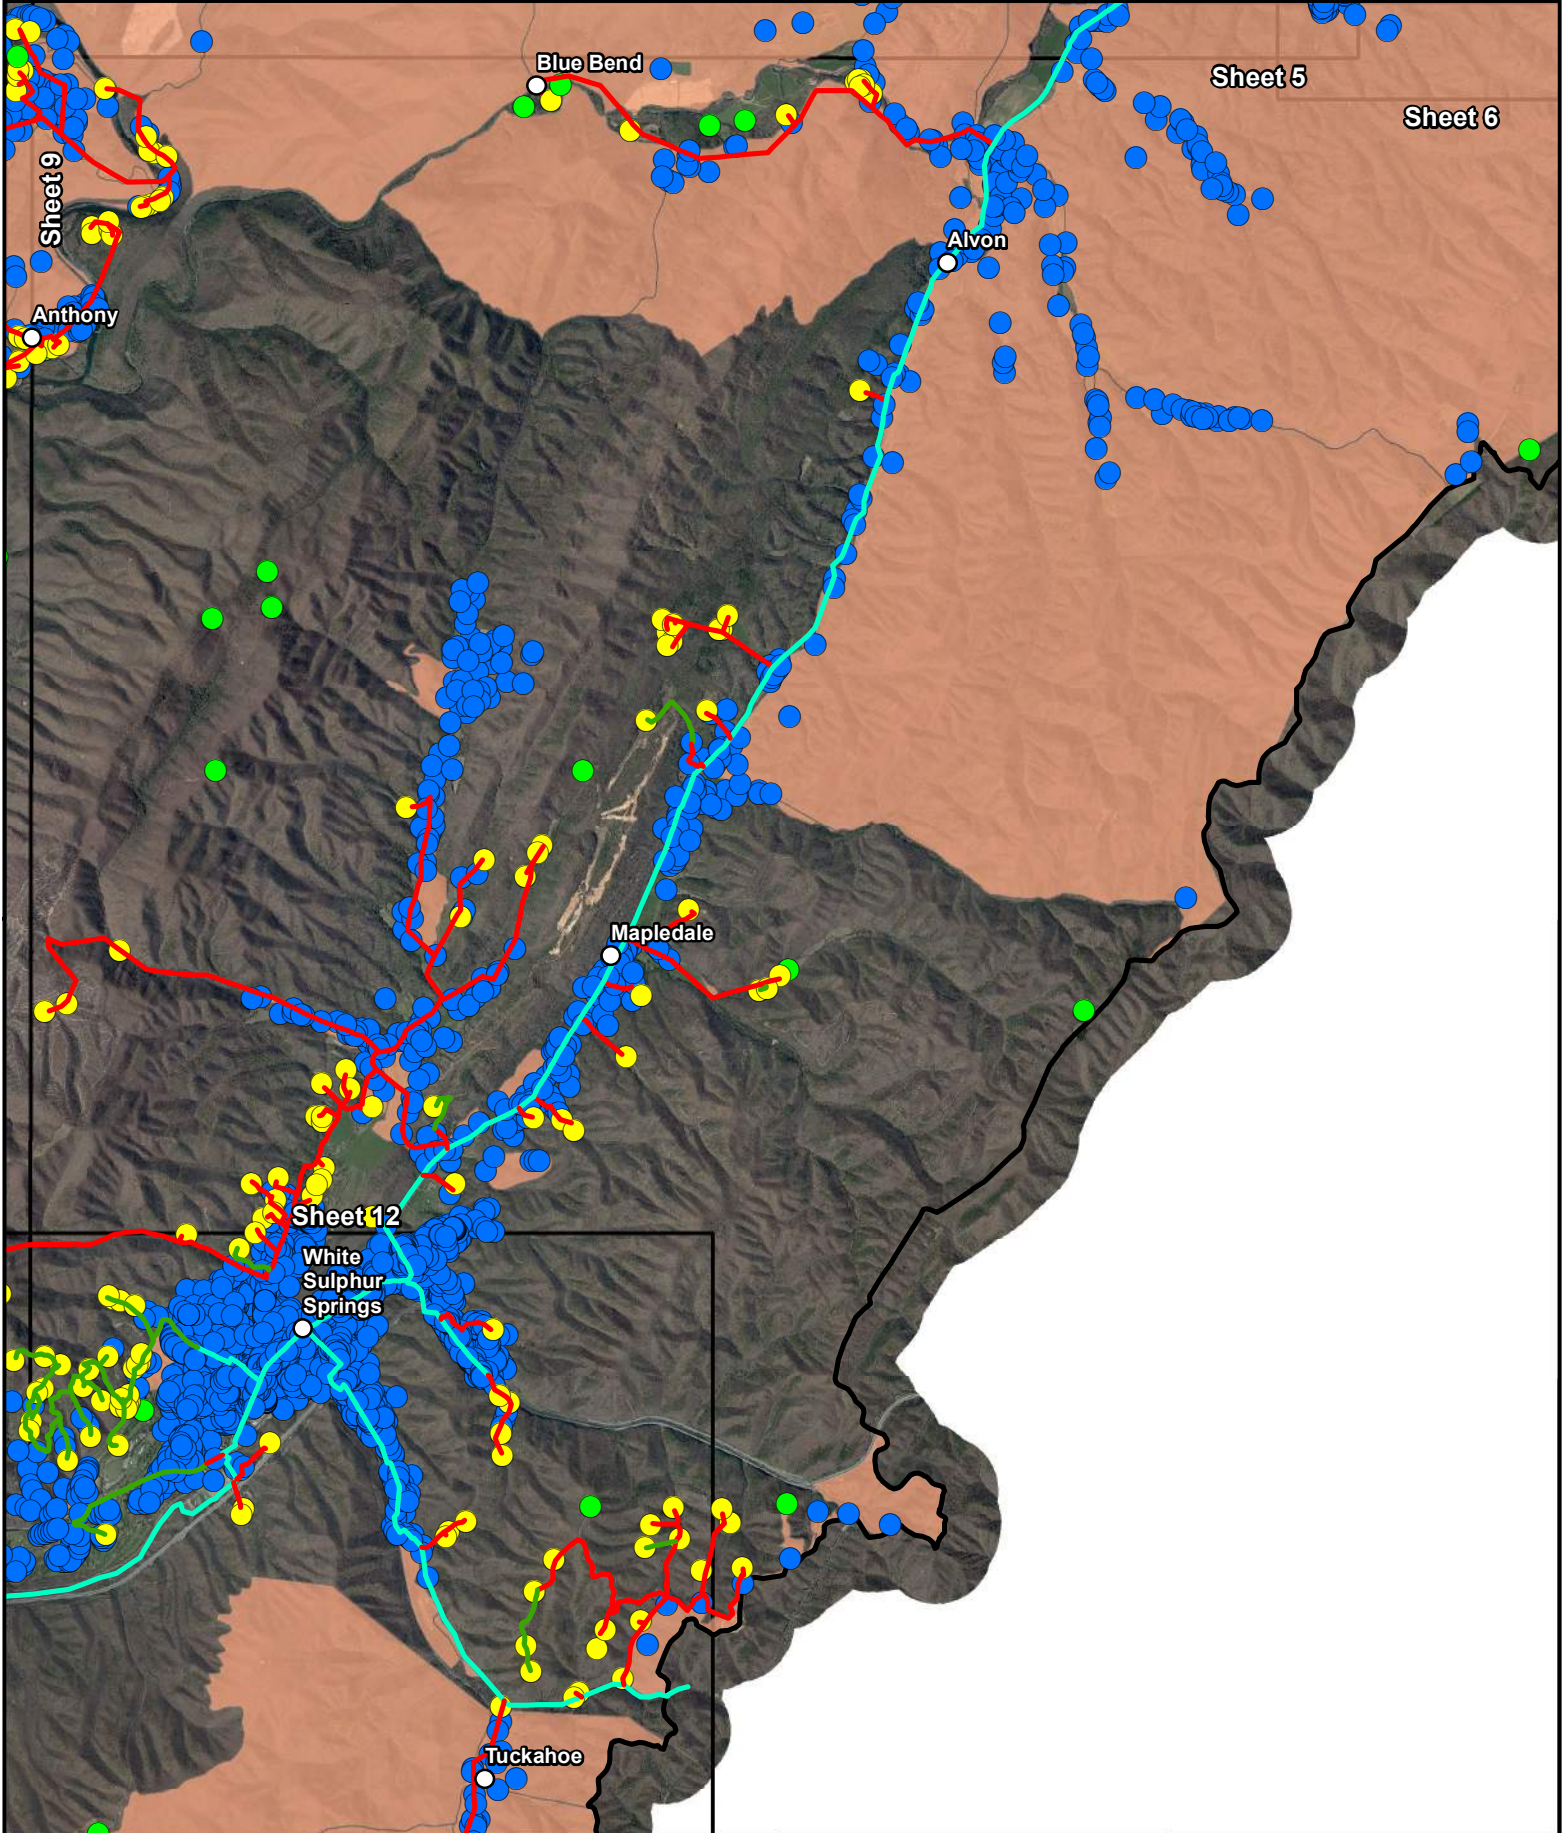 Blue Bend
Sheet 5
Sheet 6
Sheet 9
Alvon
Anthony
Mapledale
Sheet 12
White
Sulphur
Springs
Tuckahoe